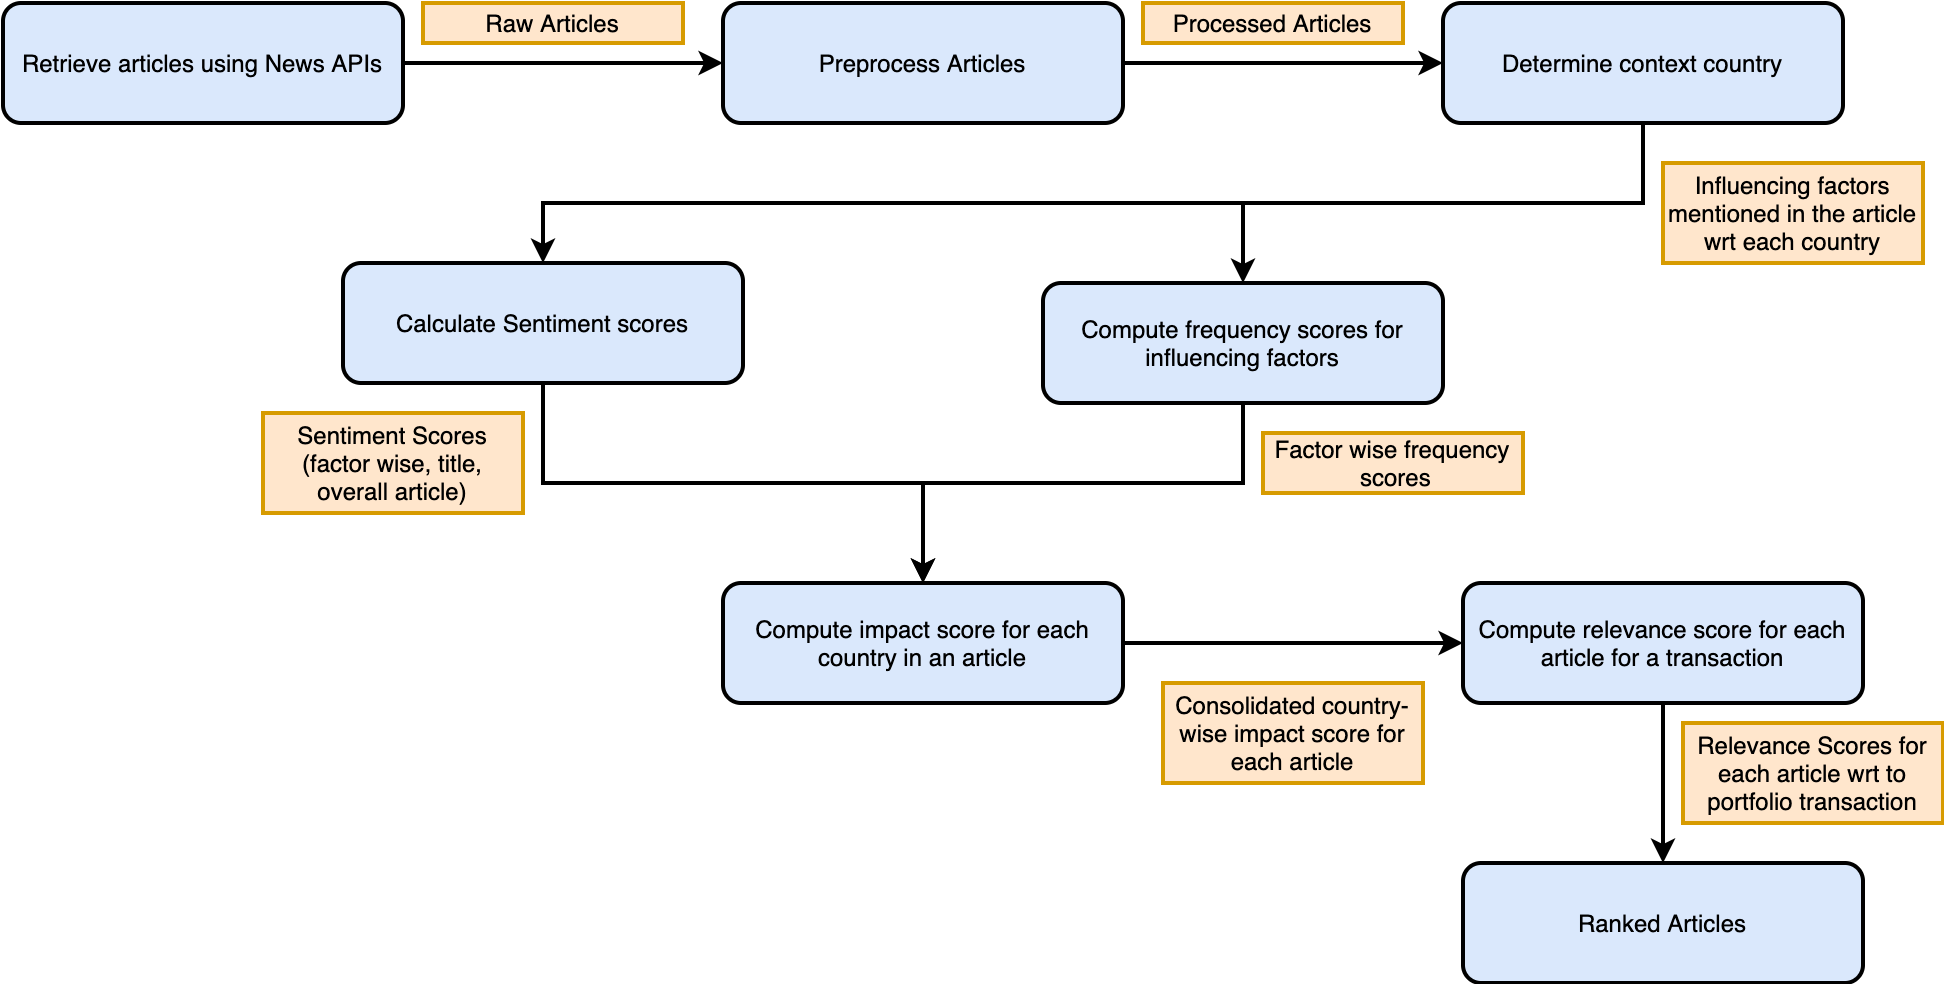 Retrieve articles using News APIs
Raw Articles
Preprocess Articles
Processed Articles
Determine context country
Influencing factors
mentioned in the article
wrt each country
Calculate Sentiment scores
Compute frequency scores for
influencing factors
Sentiment Scores
(factor wise, title,
overall article)
Factor wise frequency
scores
Compute impact score for each
country in an article
Consolidated country-
wise impact score for
each article
Compute relevance score for each
article for a transaction
Relevance Scores for
each article wrt to
portfolio transaction
Ranked Articles